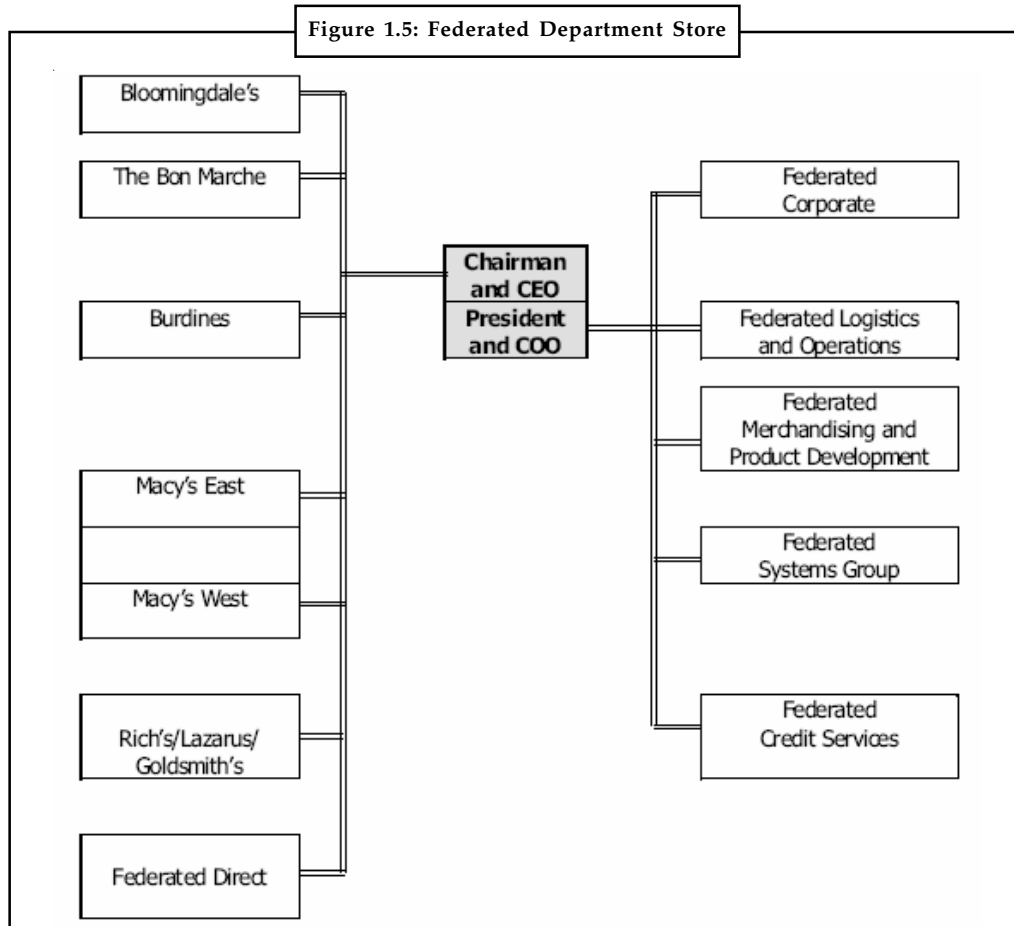 Figure 1.5: Federated Department Store
Bloomingdale's
The Bon Marche
Burdines
Macy's East
Macy's West
Rich's/Lazarus/
Goldsmith's
Federated Direct
Chairman
and CEO
President
and COO
Federated
Corporate
Federated Logistics
and Operations
Federated
Merchandising and
Product Development
Federated
Systems Group
Federated
Credit Services